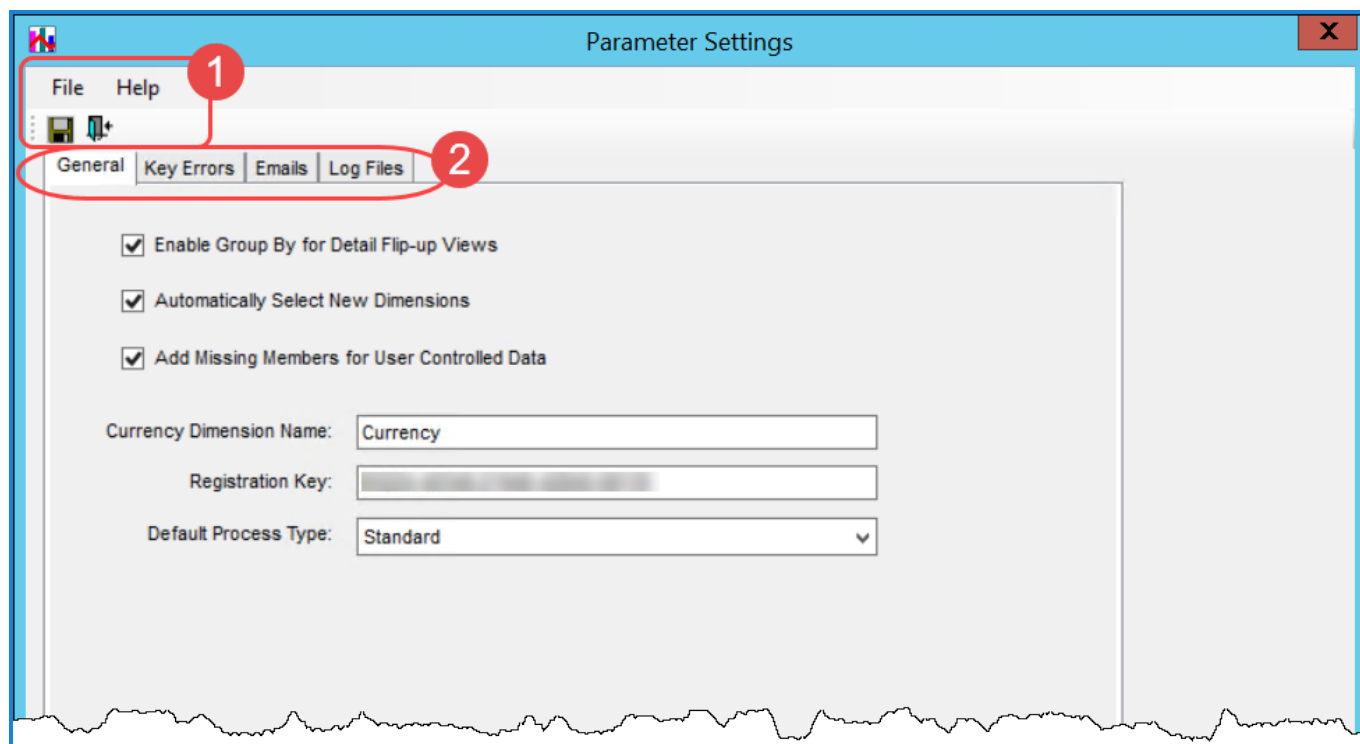 Parameter Settings
X
File Help
1
General Key Errors Emails Log Files
2
Enable Group By for Detail Flip-up Views
Automatically Select New Dimensions
Add Missing Members for User Controlled Data
Currency Dimension Name: Currency
Registration Key:
Default Process Type: Standard